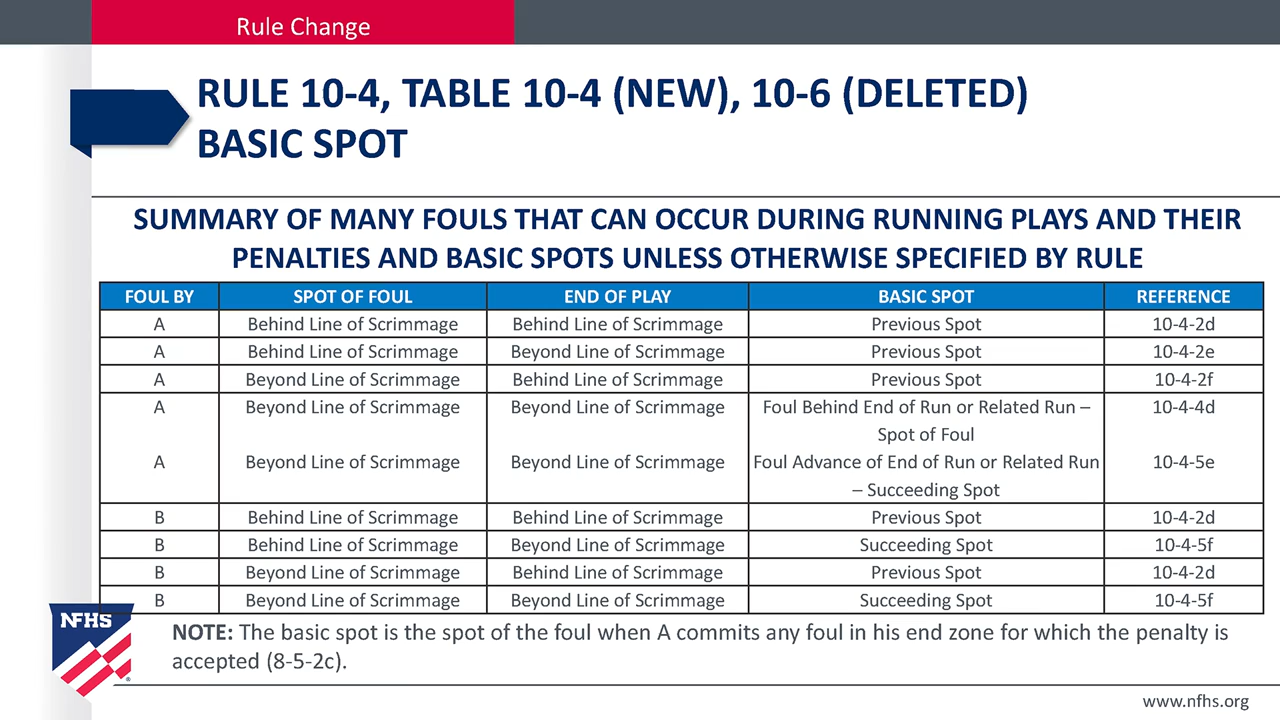 Rule Change
RULE 10-4, TABLE 10-4 (NEW), 10-6 (DELETED)
BASIC SPOT
SUMMARY OF MANY FOULS THAT CAN OCCUR DURING RUNNING PLAYS AND THEIR
PENALTIES AND BASIC SPOTS UNLESS OTHERWISE SPECIFIED BY RULE
FOUL BY SPOT OF FOUL END OF PLAY BASIC SPOT REFERENCE
A Behind Line of Scrimmage Behind Line of Scrimmage Previous Spot 10-4-2d
A Behind Line of Scrimmage Beyond Line of Scrimmage Previous Spot 10-4-2e
A Beyond Line of Scrimmage Behind Line of Scrimmage Previous Spot 10-4-2f
A Beyond Line of Scrimmage Beyond Line of Scrimmage Foul Behind End of Run or Related Run – 10-4-4d
Spot of Foul
A Beyond Line of Scrimmage Beyond Line of Scrimmage Foul Advance of End of Run or Related Run 10-4-5e
– Succeeding Spot
B Behind Line of Scrimmage Behind Line of Scrimmage Previous Spot 10-4-2d
B Behind Line of Scrimmage Beyond Line of Scrimmage Succeeding Spot 10-4-5f
B Beyond Line of Scrimmage Behind Line of Scrimmage Previous Spot 10-4-2d
B Beyond Line of Scrimmage Beyond Line of Scrimmage Succeeding Spot 10-4-5f
NFHS
®
NOTE: The basic spot is the spot of the foul when A commits any foul in his end zone for which the penalty is
accepted (8-5-2c).
www.nfhs.org